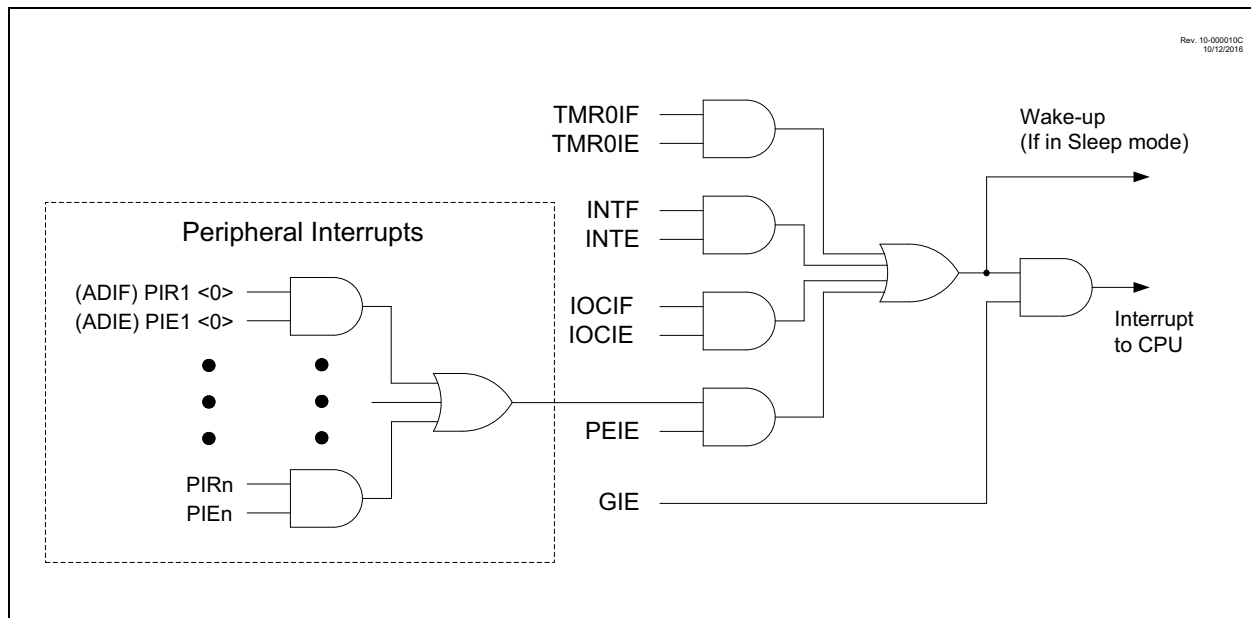 Rev. 10-000010C
10/12/2016
TMR0IF
TMR0IE
Wake-up
(If in Sleep mode)
INTF
INTE
Peripheral Interrupts
(ADIF) PIR1 <0>
(ADIE) PIE1 <0>
IOCIF
IOCIE
Interrupt
to CPU
PEIE
PIRn
PIEn
GIE